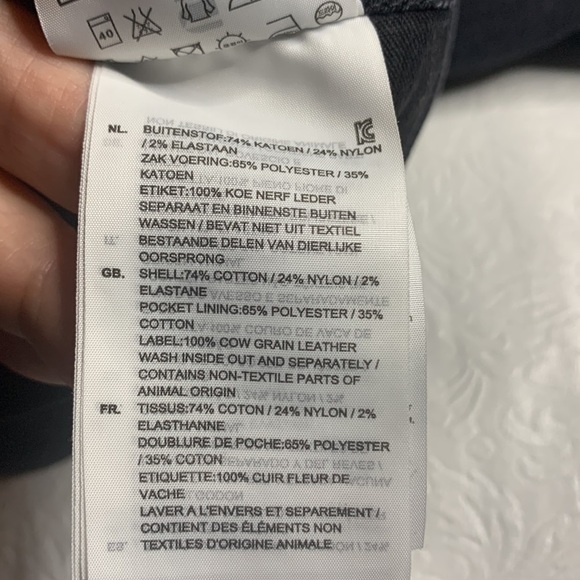 40
NL. BUITENSTOF:74% KATOEN / 24% NYLON
/ 2% ELASTAAN
ZAK VOERING:65% POLYESTER / 35%
KATOEN
ETIKET:100% KOE NERF LEDER
SEPARAAT EN BINNENSTE BUITEN
WASSEN / BEVAT NIET UIT TEXTIEL
BESTAANDE DELEN VAN DIERLIJKE
OORSPRONG
GB. SHELL:74% COTTON / 24% NYLON / 2%
ELASTANE
POCKET LINING:65% POLYESTER / 35%
COTTON
LABEL:100% COW GRAIN LEATHER
WASH INSIDE OUT AND SEPARATELY /
CONTAINS NON-TEXTILE PARTS OF
ANIMAL ORIGIN
FR. TISSUS:74% COTON / 24% NYLON / 2%
ELASTHANNE
DOUBLURE DE POCHE:65% POLYESTER
/ 35% COTON
ETIQUETTE:100% CUIR FLEUR DE
VACHE
LAVER A L'ENVERS ET SEPAREMENT /
CONTIENT DES ÉLÉMENTS NON
TEXTILES D'ORIGINE ANIMALE